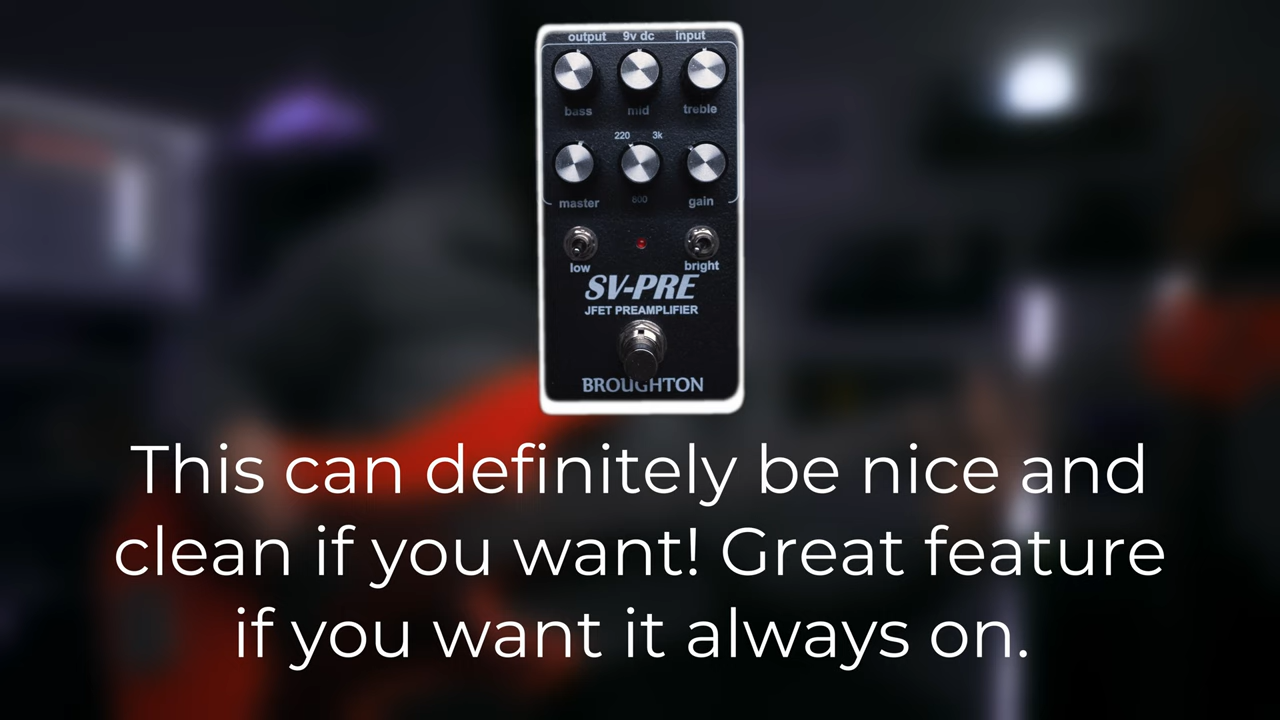 output 9v dc input
bass mid treble
220 3k
master 800 gain
low bright
SV-PRE
JFET PREAMPLIFIER
BROUGHTON
This can definitely be nice and
clean if you want! Great feature
if you want it always on.